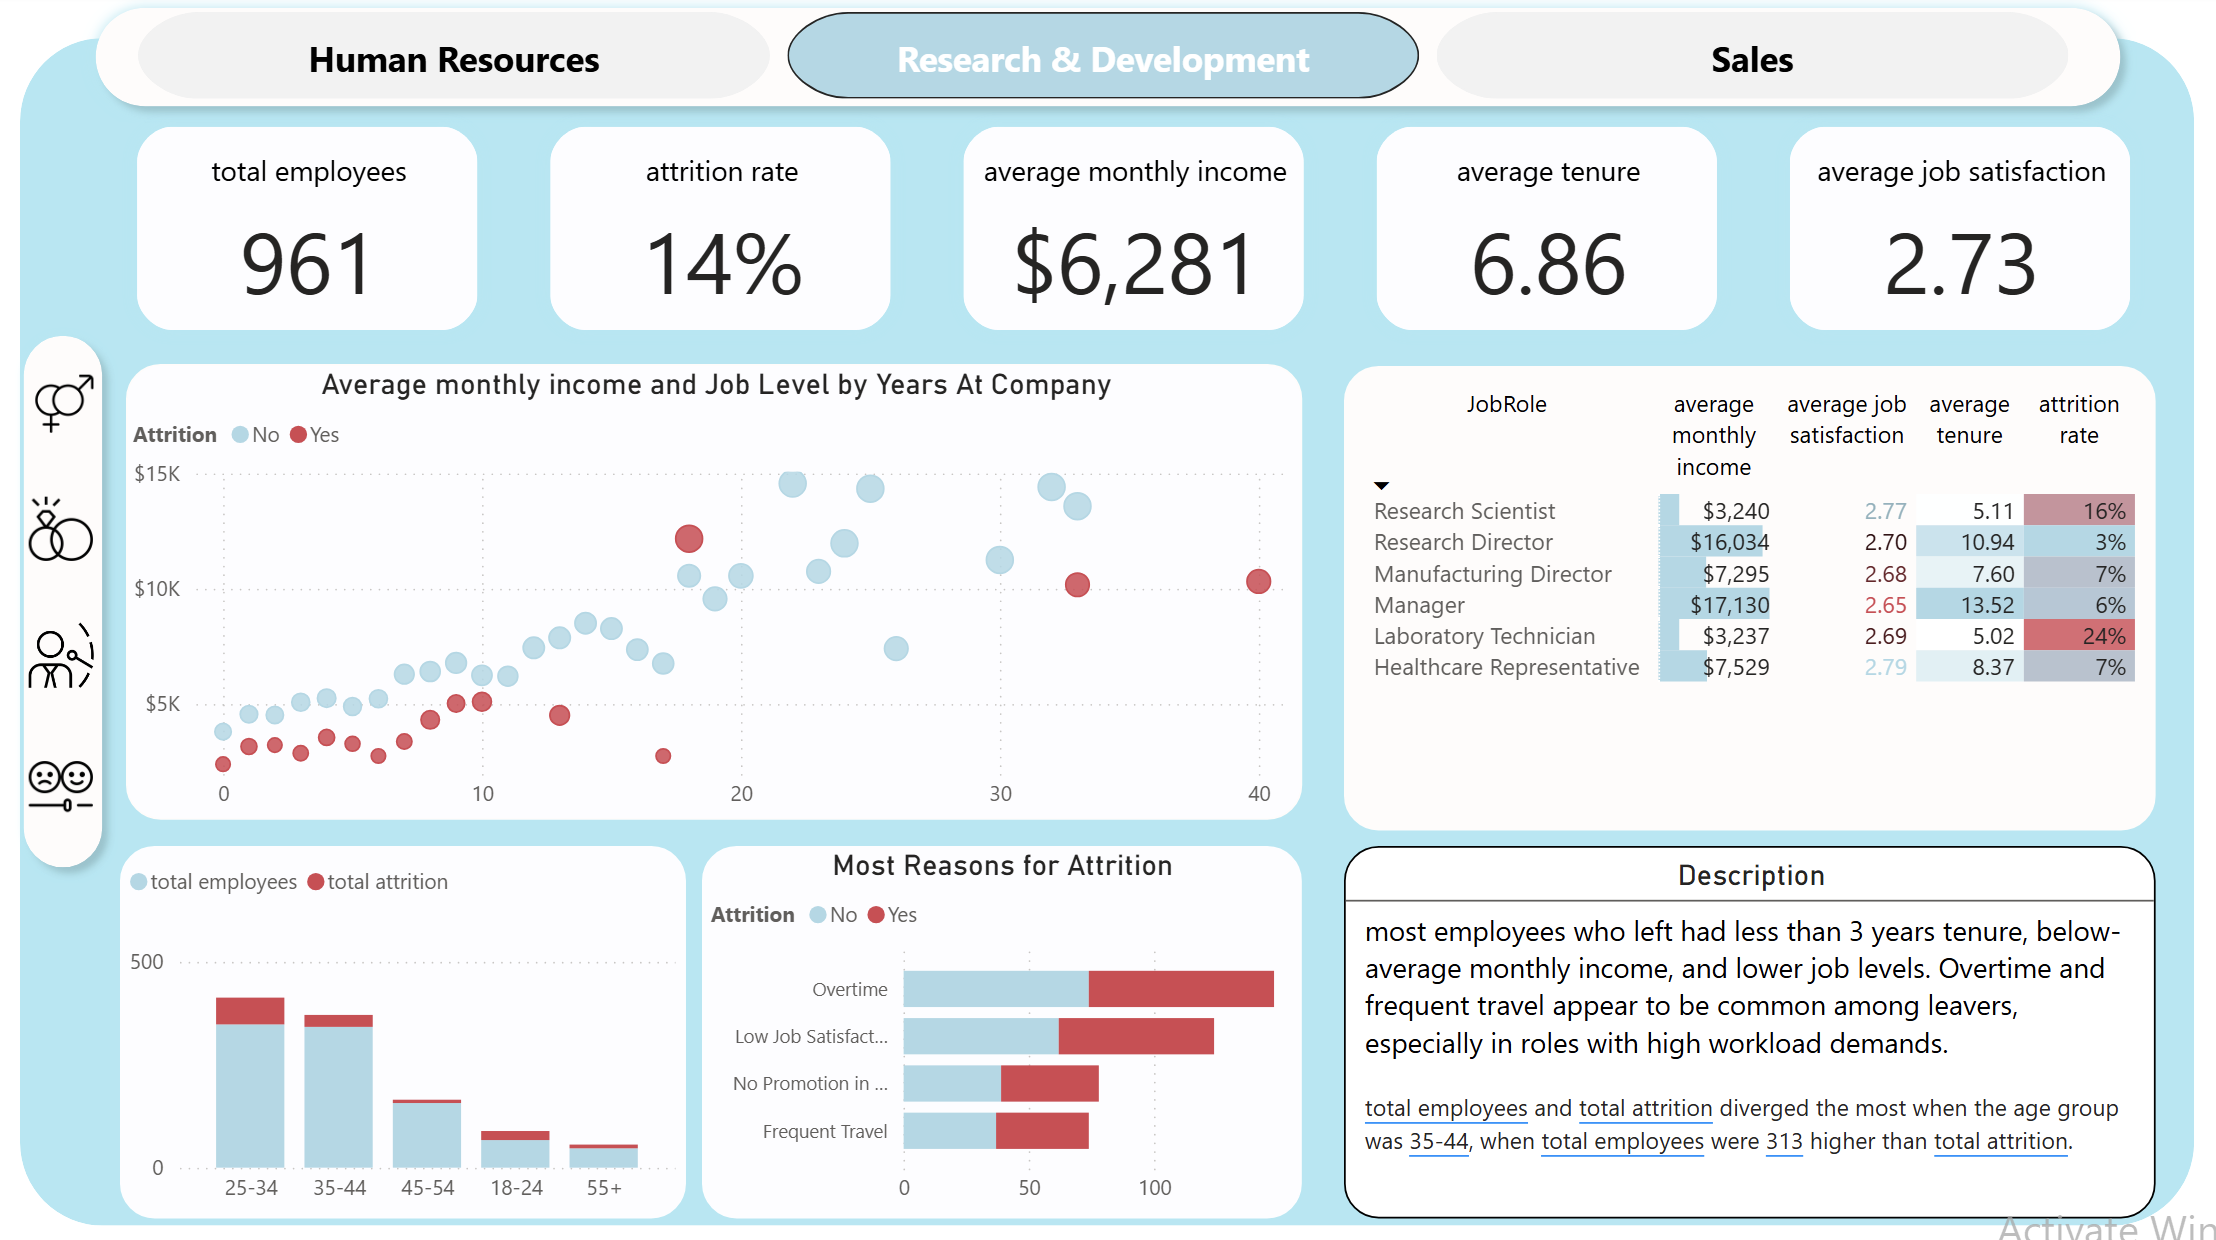 Human Resources
Research & Development
Sales
total employees
961
attrition rate
14%
average monthly income
$6,281
average tenure
6.86
average job satisfaction
2.73
Average monthly income and Job Level by Years At Company
Attrition No Yes
$15K
$10K
$5K
0 10 20 30 40
JobRole average monthly income average job satisfaction average tenure attrition rate
Research Scientist $3,240 2.77 5.11 16%
Research Director $16,034 2.70 10.94 3%
Manufacturing Director $7,295 2.68 7.60 7%
Manager $17,130 2.65 13.52 6%
Laboratory Technician $3,237 2.69 5.02 24%
Healthcare Representative $7,529 2.79 8.37 7%
total employees total attrition
500
0
25-34 35-44 45-54 18-24 55+
Most Reasons for Attrition
Attrition No Yes
Overtime
Low Job Satisfact...
No Promotion in ...
Frequent Travel
0 50 100
Description
most employees who left had less than 3 years tenure, below-
average monthly income, and lower job levels. Overtime and
frequent travel appear to be common among leavers,
especially in roles with high workload demands.
total employees and total attrition diverged the most when the age group
was 35-44, when total employees were 313 higher than total attrition.
Activate Win